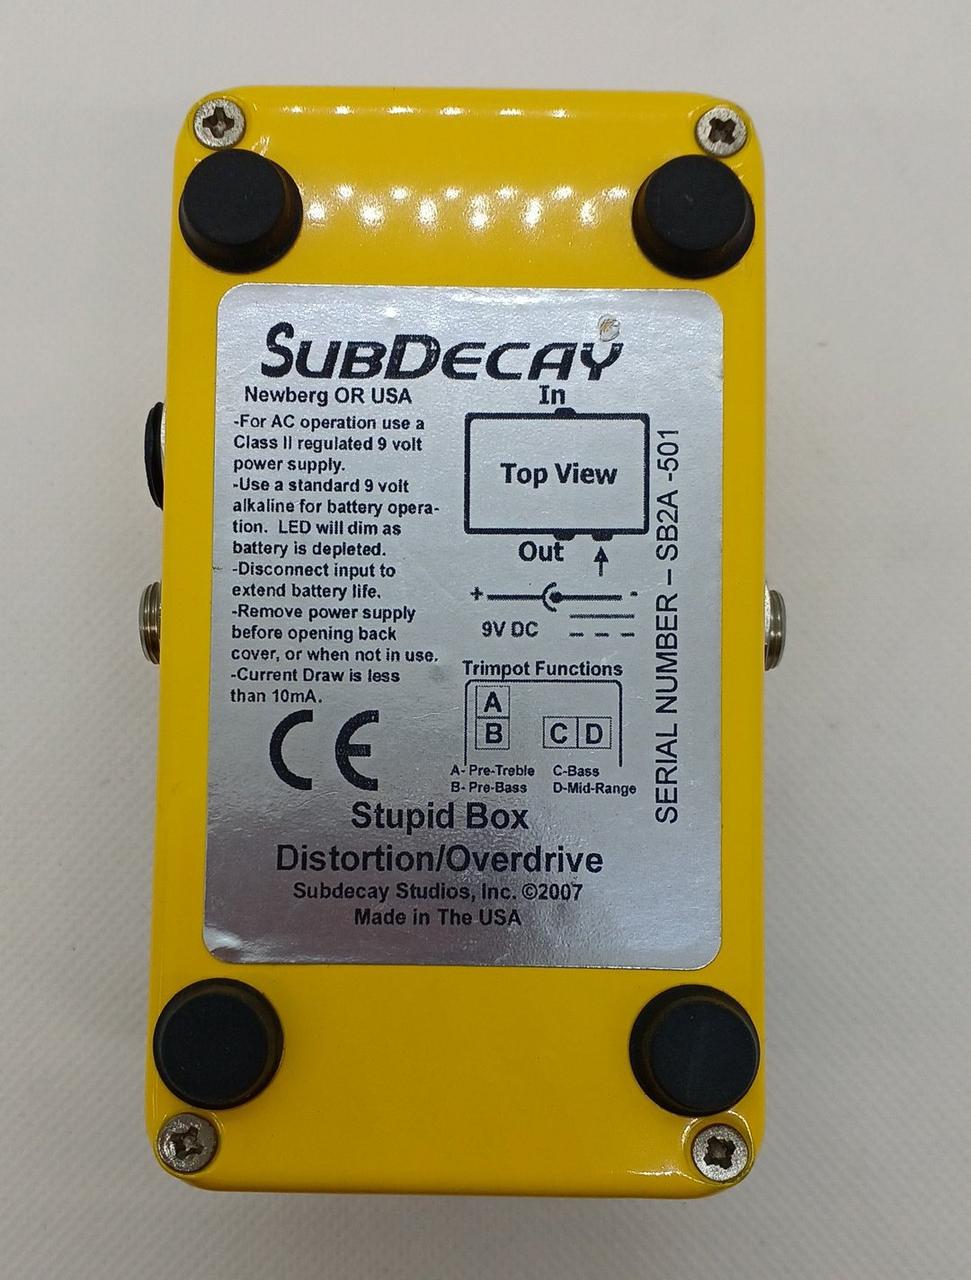 SUBDECAY
Newberg OR USA
-For AC operation use a
Class II regulated 9 volt
power supply.
-Use a standard 9 volt
alkaline for battery opera-
tion.  LED will dim as
battery is depleted.
-Disconnect input to
extend battery life.
-Remove power supply
before opening back
cover, or when not in use.
-Current Draw is less
than 10mA.
CE
In
Top View
Out
+ -
9V DC
Trimpot Functions
A
B C D
A- Pre-Treble C-Bass
B- Pre-Bass D-Mid-Range
SERIAL NUMBER – SB2A -501
Stupid Box
Distortion/Overdrive
Subdecay Studios, Inc. ©2007
Made in The USA